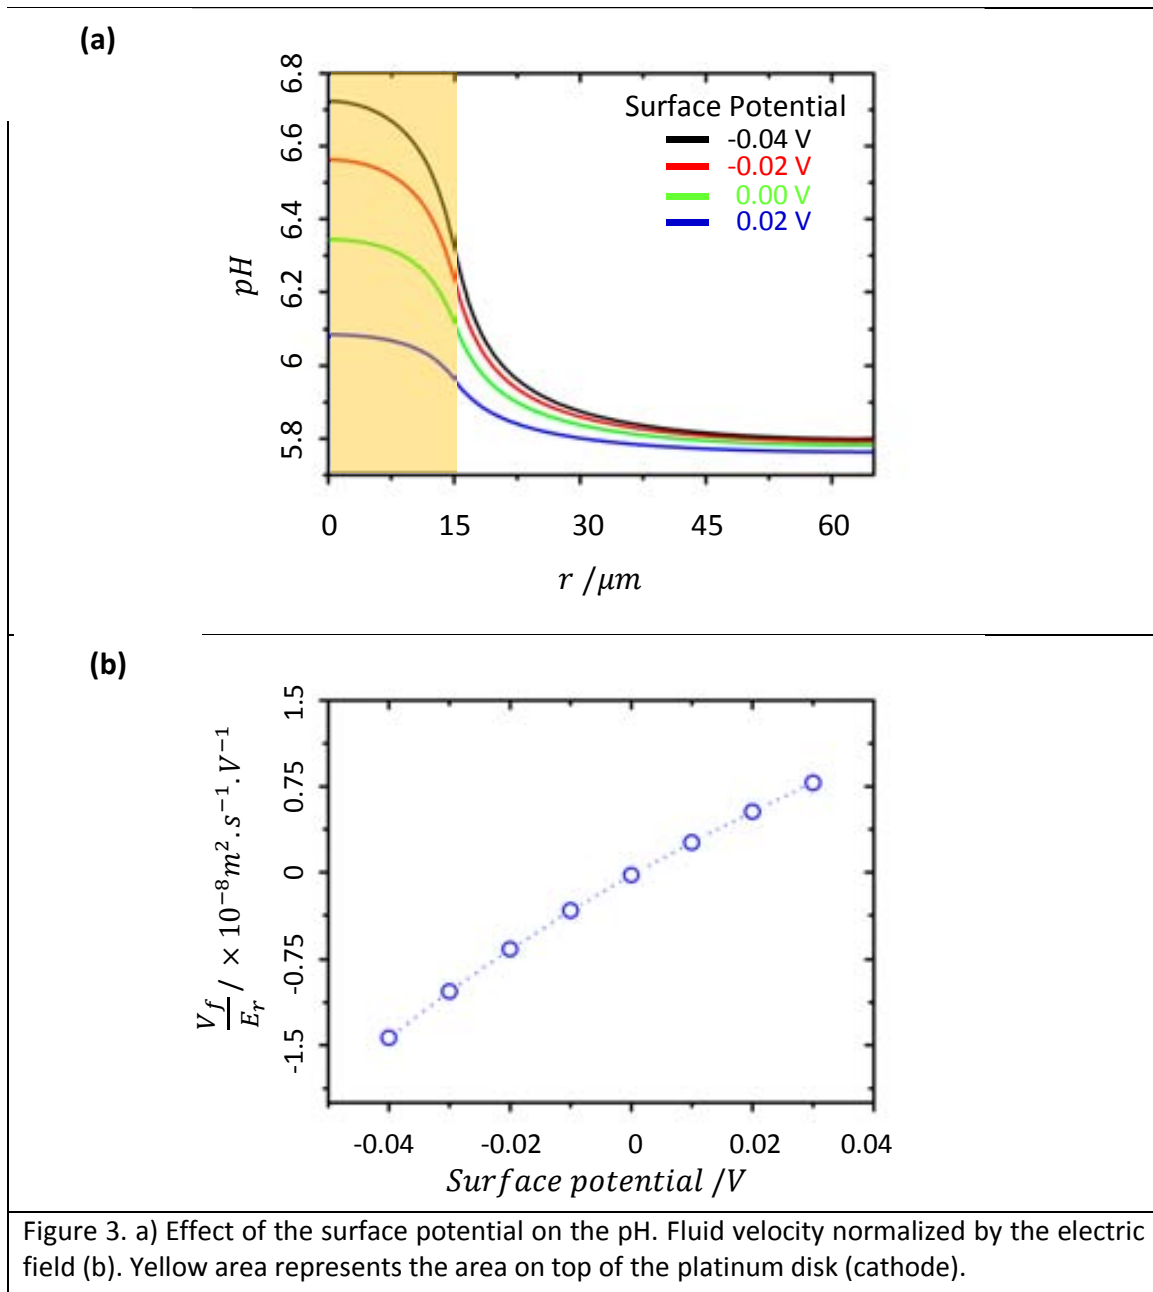 (a)
6.8
6.6
6.4
6.2
6
5.8
pH
Surface Potential
-0.04 V
-0.02 V
0.00 V
0.02 V
0 15 30 45 60
r /μm
(b)
1.5
0.75
0
-0.75
-1.5
V_f / E_r / × 10⁻⁸m².s⁻¹.V⁻¹
-0.04 -0.02 0 0.02 0.04
Surface potential /V
Figure 3. a) Effect of the surface potential on the pH. Fluid velocity normalized by the electric
field (b). Yellow area represents the area on top of the platinum disk (cathode).